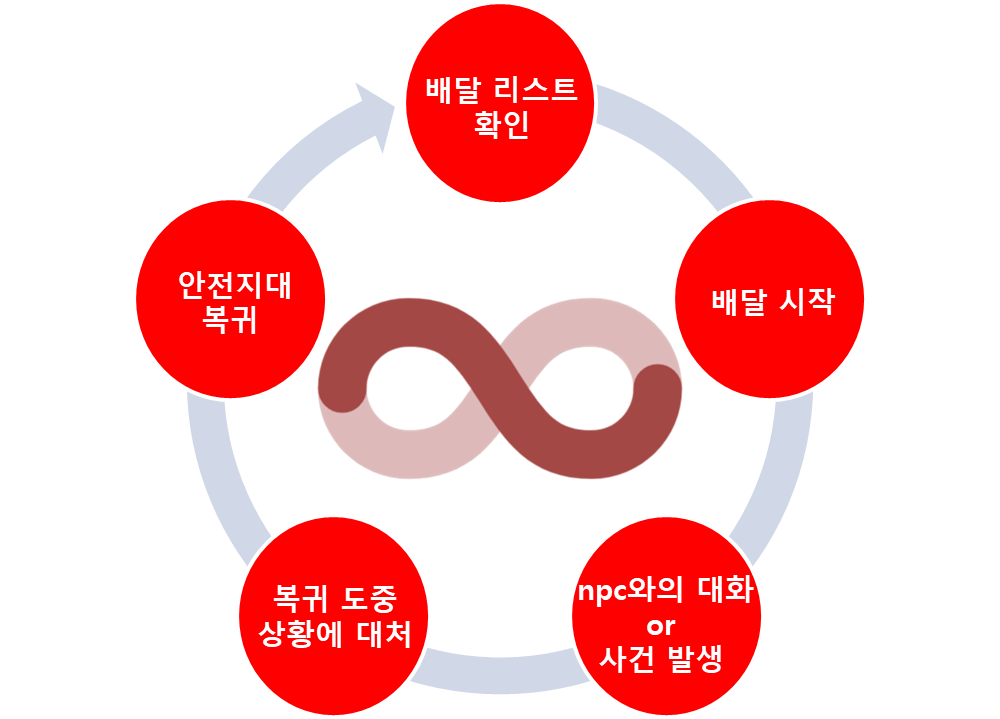 배달 리스트
확인
배달 시작
npc와의 대화
or
사건 발생
복귀 도중
상황에 대처
안전지대
복귀